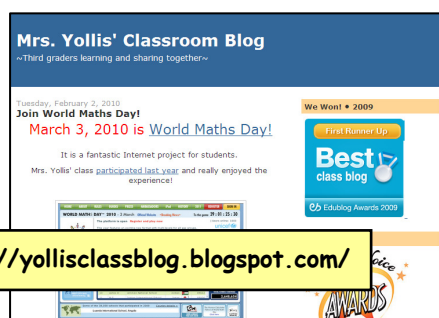 Mrs. Yollis' Classroom Blog
~Third graders learning and sharing together~
Tuesday, February 2, 2010
Join World Maths Day!
March 3, 2010 is World Maths Day!
It is a fantastic Internet project for students.
Mrs. Yollis' class participated last year and really enjoyed the
experience!
WORLD MATHS DAY
We Won! • 2009
First Runner Up
Best
class blog
Edublog Awards 2009
//yollisclassblog.blogspot.com/
oice
AWARDS